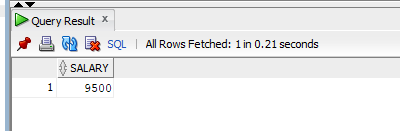 Query Result x
SQL | All Rows Fetched: 1 in 0.21 seconds
SALARY
1 9500